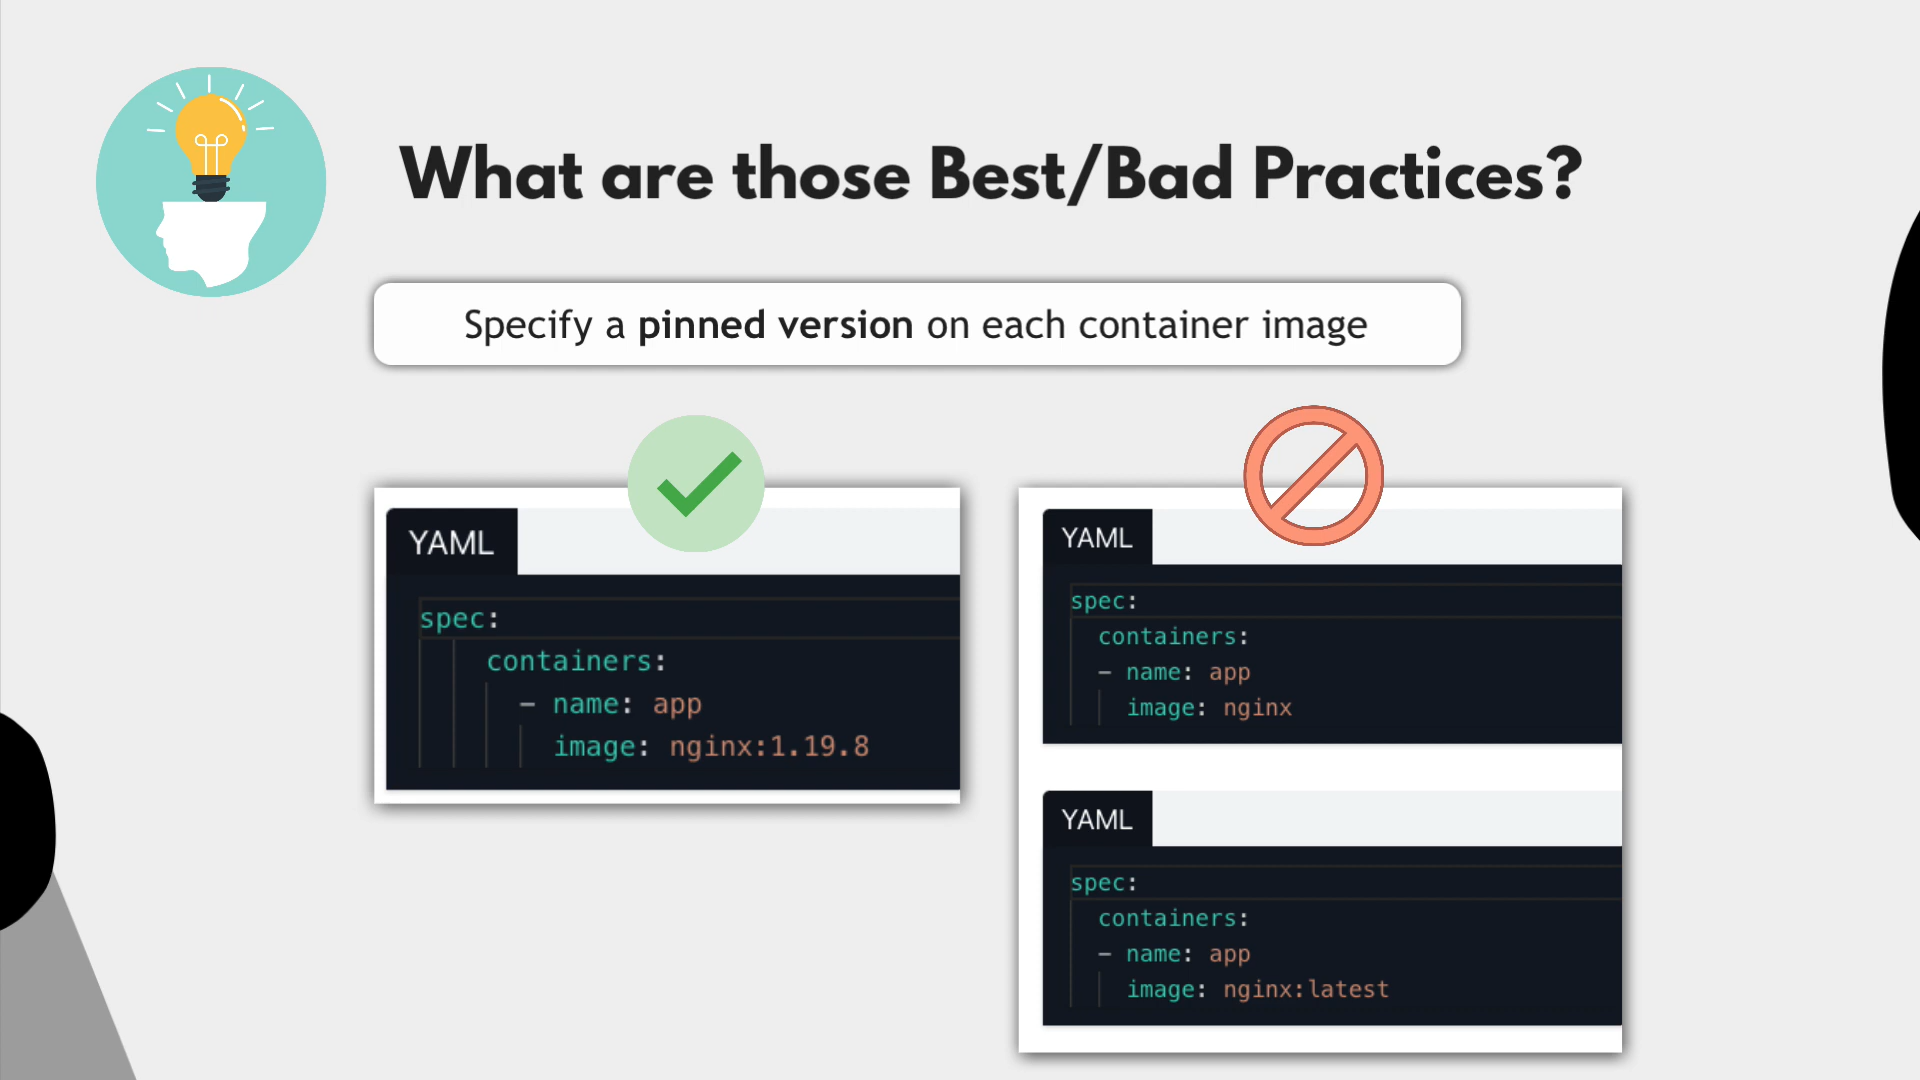 What are those Best/Bad Practices?
Specify a pinned version on each container image
YAML
spec:
containers:
- name: app
image: nginx:1.19.8
YAML
spec:
containers:
- name: app
image: nginx
YAML
spec:
containers:
- name: app
image: nginx:latest